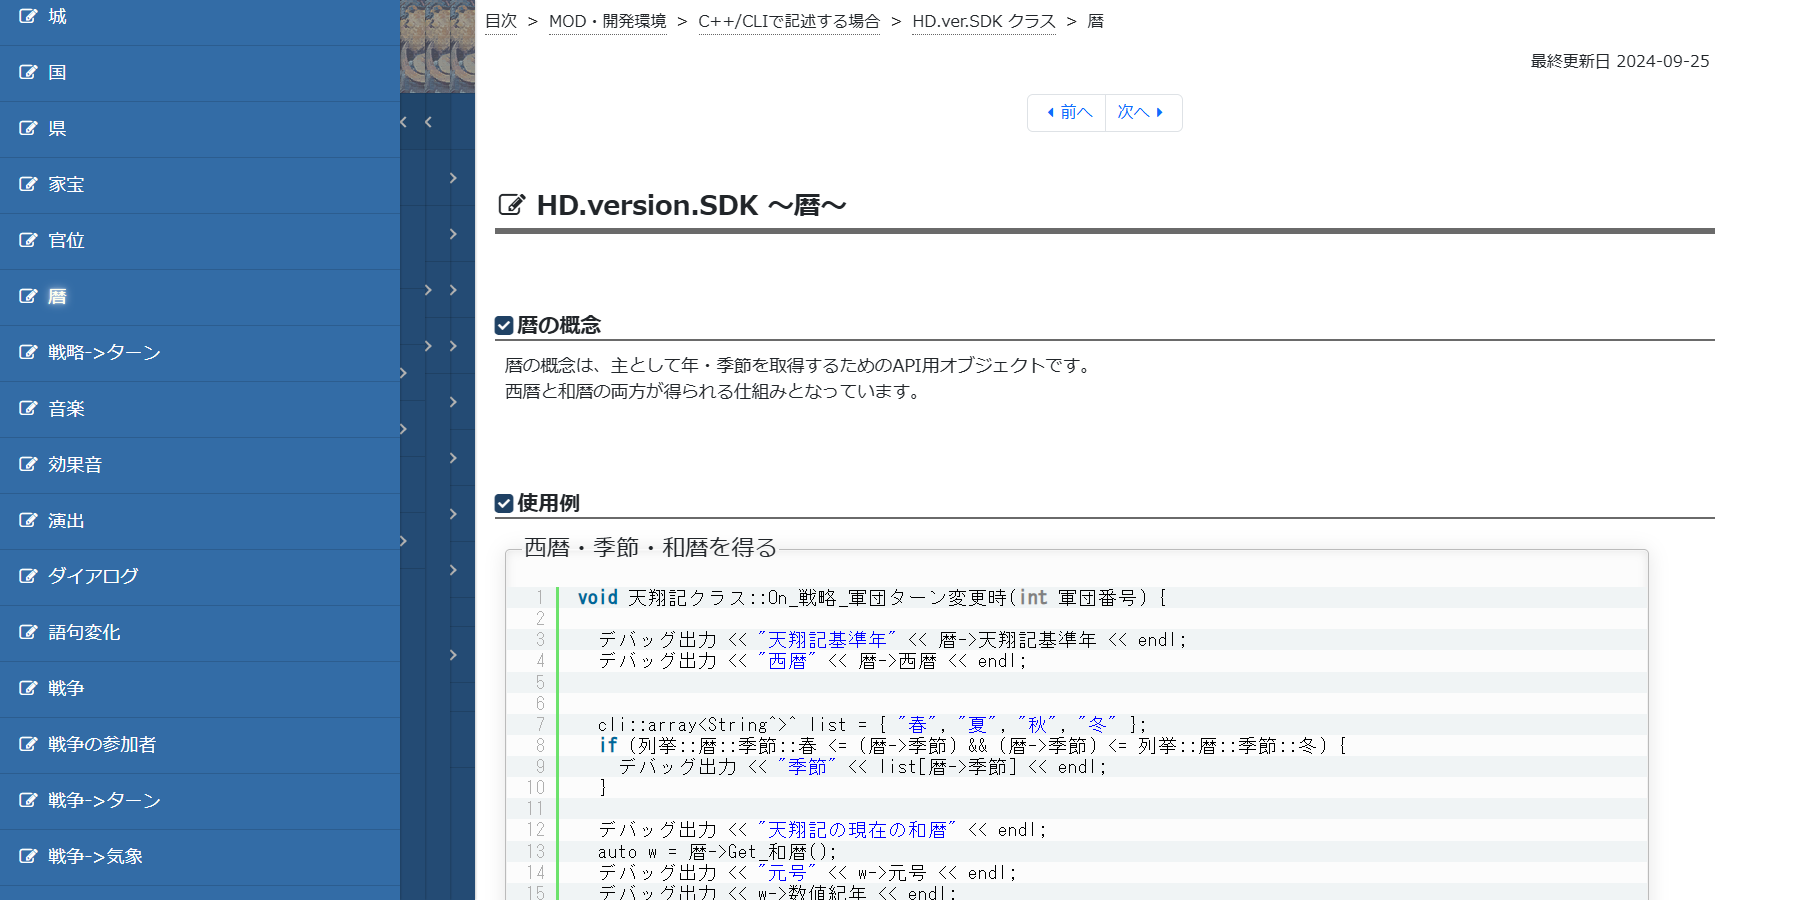 城
国
県
家宝
官位
暦
戦略->ターン
音楽
効果音
演出
ダイアログ
語句変化
戦争
戦争の参加者
戦争->ターン
戦争->気象
目次 > MOD・開発環境 > C++/CLIで記述する場合 > HD.ver.SDK クラス > 暦
最終更新日 2024-09-25
前へ 次へ
HD.version.SDK ～暦～
暦の概念
暦の概念は、主として年・季節を取得するためのAPI用オブジェクトです。
西暦と和暦の両方が得られる仕組みとなっています。
使用例
西暦・季節・和暦を得る
1 void 天翔記クラス::On_戦略_軍団ターン変更時(int 軍団番号) {
2
3 デバッグ出力 << "天翔記基準年" << 暦->天翔記基準年 << endl;
4 デバッグ出力 << "西暦" << 暦->西暦 << endl;
5
6
7 cli::array<String^>^ list = { "春", "夏", "秋", "冬" };
8 if (列挙::暦::季節::春 <= (暦->季節) && (暦->季節) <= 列挙::暦::季節::冬) {
9 デバッグ出力 << "季節" << list[暦->季節] << endl;
10 }
11
12 デバッグ出力 << "天翔記の現在の和暦" << endl;
13 auto w = 暦->Get_和暦();
14 デバッグ出力 << "元号" << w->元号 << endl;
15 デバッグ出力 << w->数値紀年 << endl;